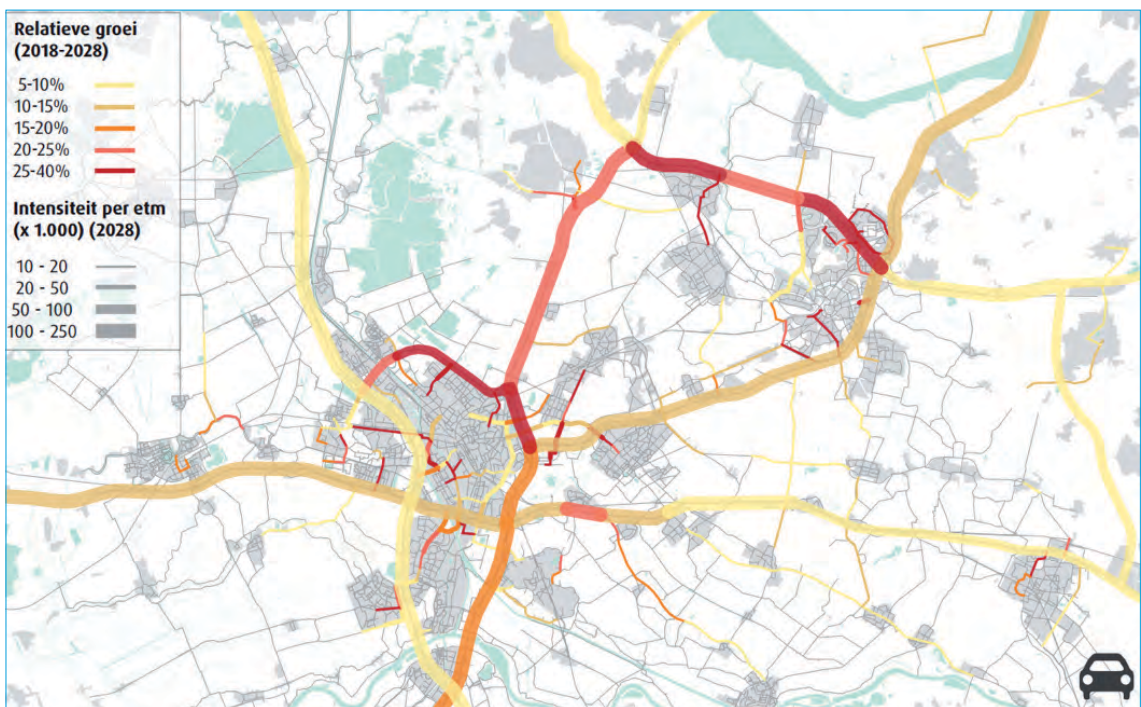 Relatieve groei
(2018-2028)
5-10%
10-15%
15-20%
20-25%
25-40%
Intensiteit per etm
(x 1.000) (2028)
10 - 20
20 - 50
50 - 100
100 - 250